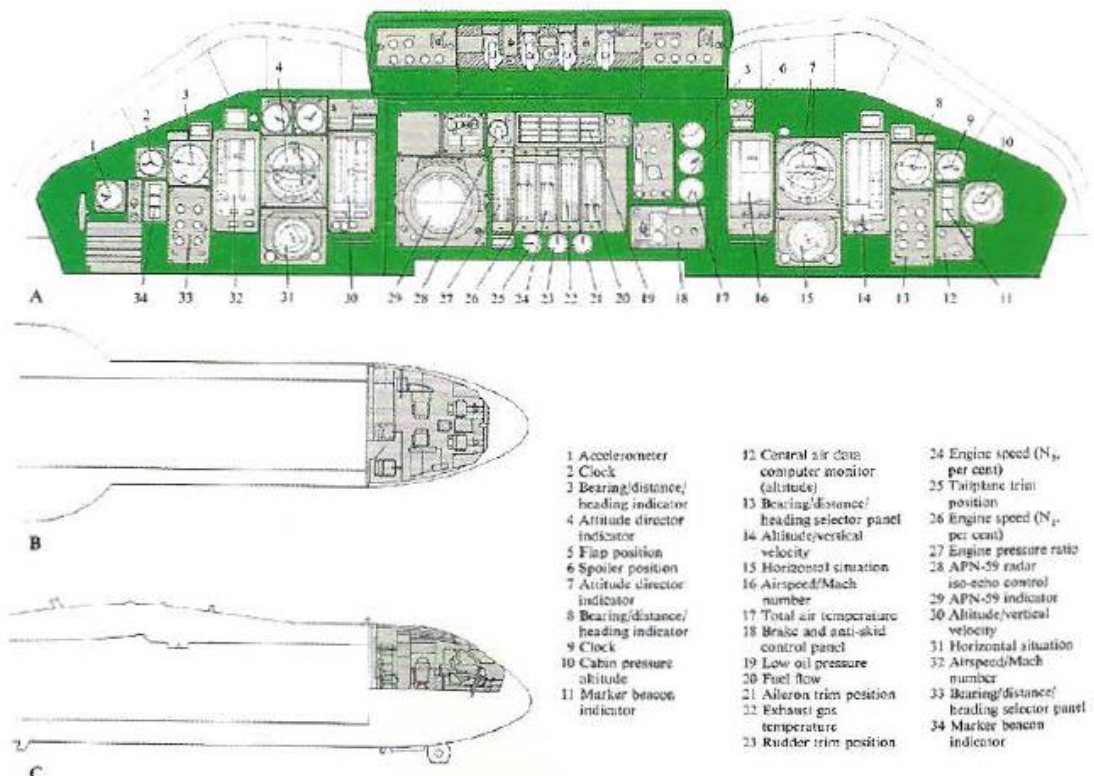 3
4
2
1
5
6
7
8
9
10
A
34
33
32
31
30
29
28
27
26
25
24
23
22
21
20
19
18
17
16
15
14
13
12
11
B
C
1 Accelerometer
2 Clock
3 Bearing/distance/
heading indicator
4 Attitude director
indicator
5 Flap position
6 Spoiler position
7 Attitude director
indicator
8 Bearing/distance/
heading indicator
9 Clock
10 Cabin pressure
altitude
11 Marker beacon
indicator
12 Central air data
computer monitor
(altitude)
13 Bearing/distance/
heading selector panel
14 Altitude/vertical
velocity
15 Horizontal situation
16 Airspeed/Mach
number
17 Total air temperature
18 Brake and anti-skid
control panel
19 Low oil pressure
20 Fuel flow
21 Aileron trim position
22 Exhaust gas
temperature
23 Rudder trim position
24 Engine speed
per cent)
25 Tailplane trim
position
26 Engine speed
per cent)
27 Engine pressure ratio
28 APN-59 radar
iso-echo control
29 APN-59 indicator
30 Altitude/vertical
velocity
31 Horizontal situation
32 Airspeed/Mach
number
33 Bearing/distance/
heading selector panel
34 Marker beacon
indicator